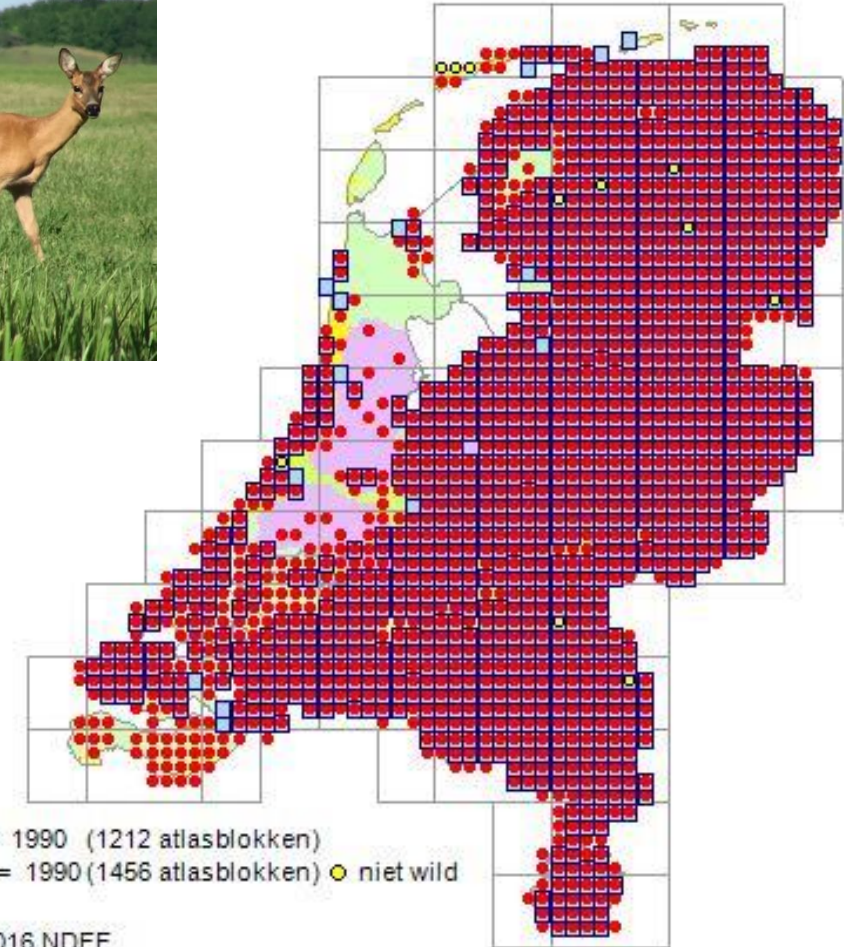 1990 (1212 atlasblokken)
= 1990 (1456 atlasblokken) niet wild
016 NDFF